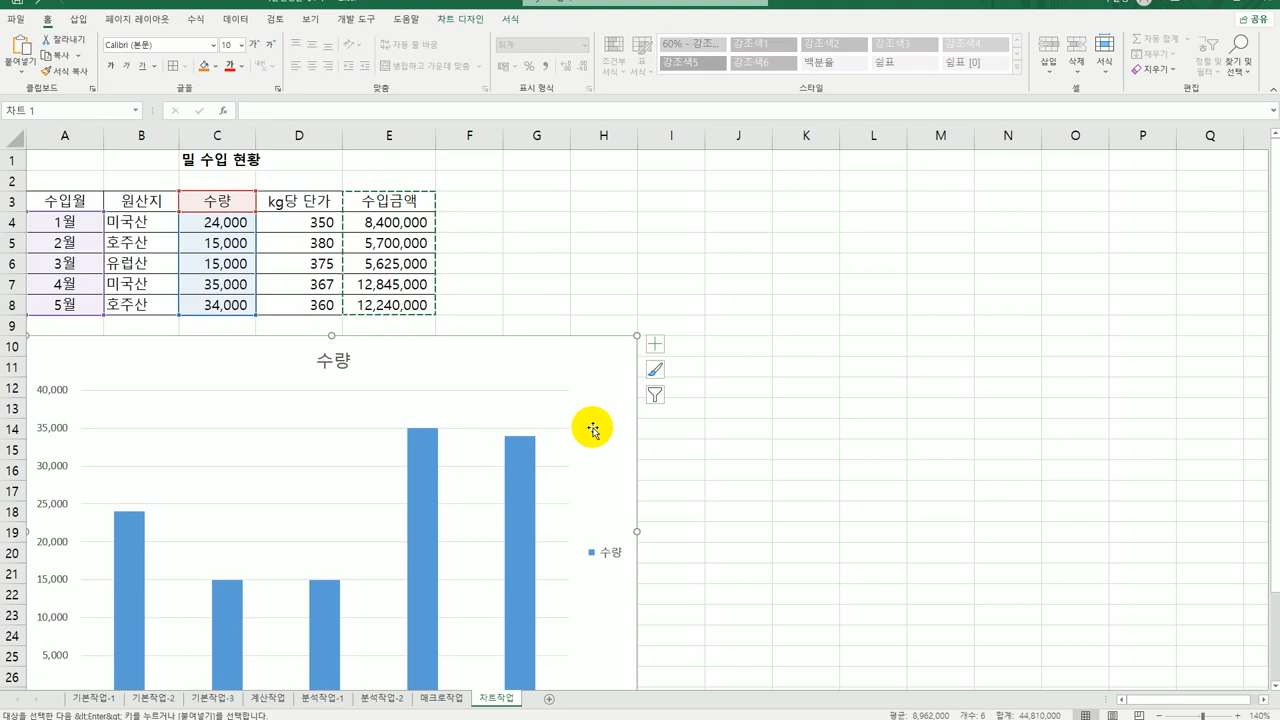 파일 홈 삽입 페이지 레이아웃 수식 데이터 검토 보기 개발 도구 도움말 차트 디자인 서식 공유
붙여넣기 잘라내기 복사 서식 복사 클립보드
Calibri (본문) 10 가 가 글꼴
자동 줄 바꿈 병합하고 가운데 맞춤 맞춤
회계 % 표시 형식
조건부 서식 표 서식
60% - 강조... 강조색1 강조색2 강조색3 강조색4
강조색5 강조색6 백분율 쉼표 쉼표 [0]
스타일
삽입 삭제 서식 셀
자동 합계 채우기 지우기 정렬 및 필터 찾기 및 선택 편집
차트 1 fx
A B C D E F G H I J K L M N O P Q
1 밀 수입 현황
2
3 수입월 원산지 수량 kg당 단가 수입금액
4 1월 미국산 24,000 350 8,400,000
5 2월 호주산 15,000 380 5,700,000
6 3월 유럽산 15,000 375 5,625,000
7 4월 미국산 35,000 367 12,845,000
8 5월 호주산 34,000 360 12,240,000
9
10
11
12
13
14
15
16
17
18
19
20
21
22
23
24
25
26
수량
40,000
35,000
30,000
25,000
20,000
15,000
10,000
5,000
수량
기본작업-1 기본작업-2 기본작업-3 계산작업 분석작업-1 분석작업-2 매크로작업 차트작업
대상을 선택한 다음 &lt;Enter&gt; 키를 누르거나 [붙여넣기]를 선택합니다. 평균: 8,962,000 개수: 6 합계: 44,810,000 140%